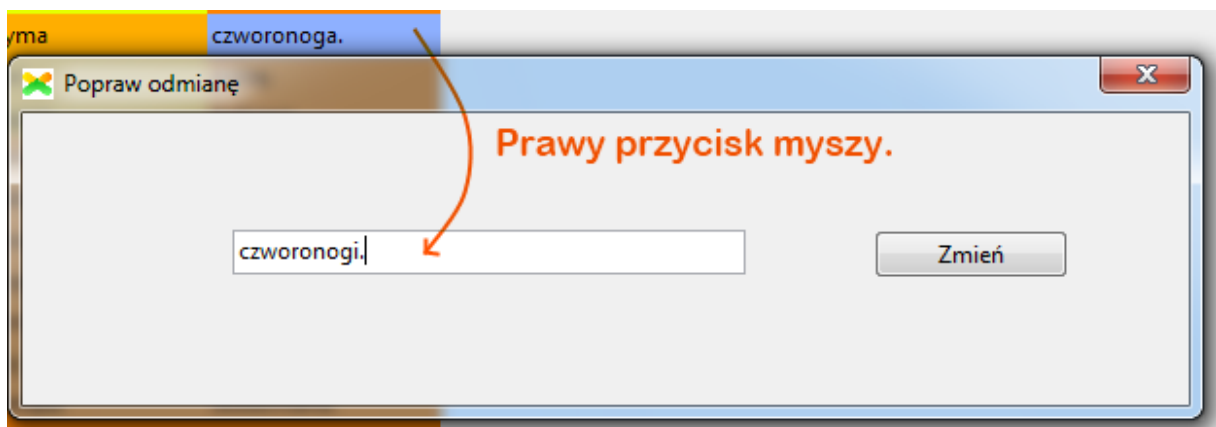 yma czworonoga.
Popraw odmianę
x
Prawy przycisk myszy.
czworonogi.
Zmień